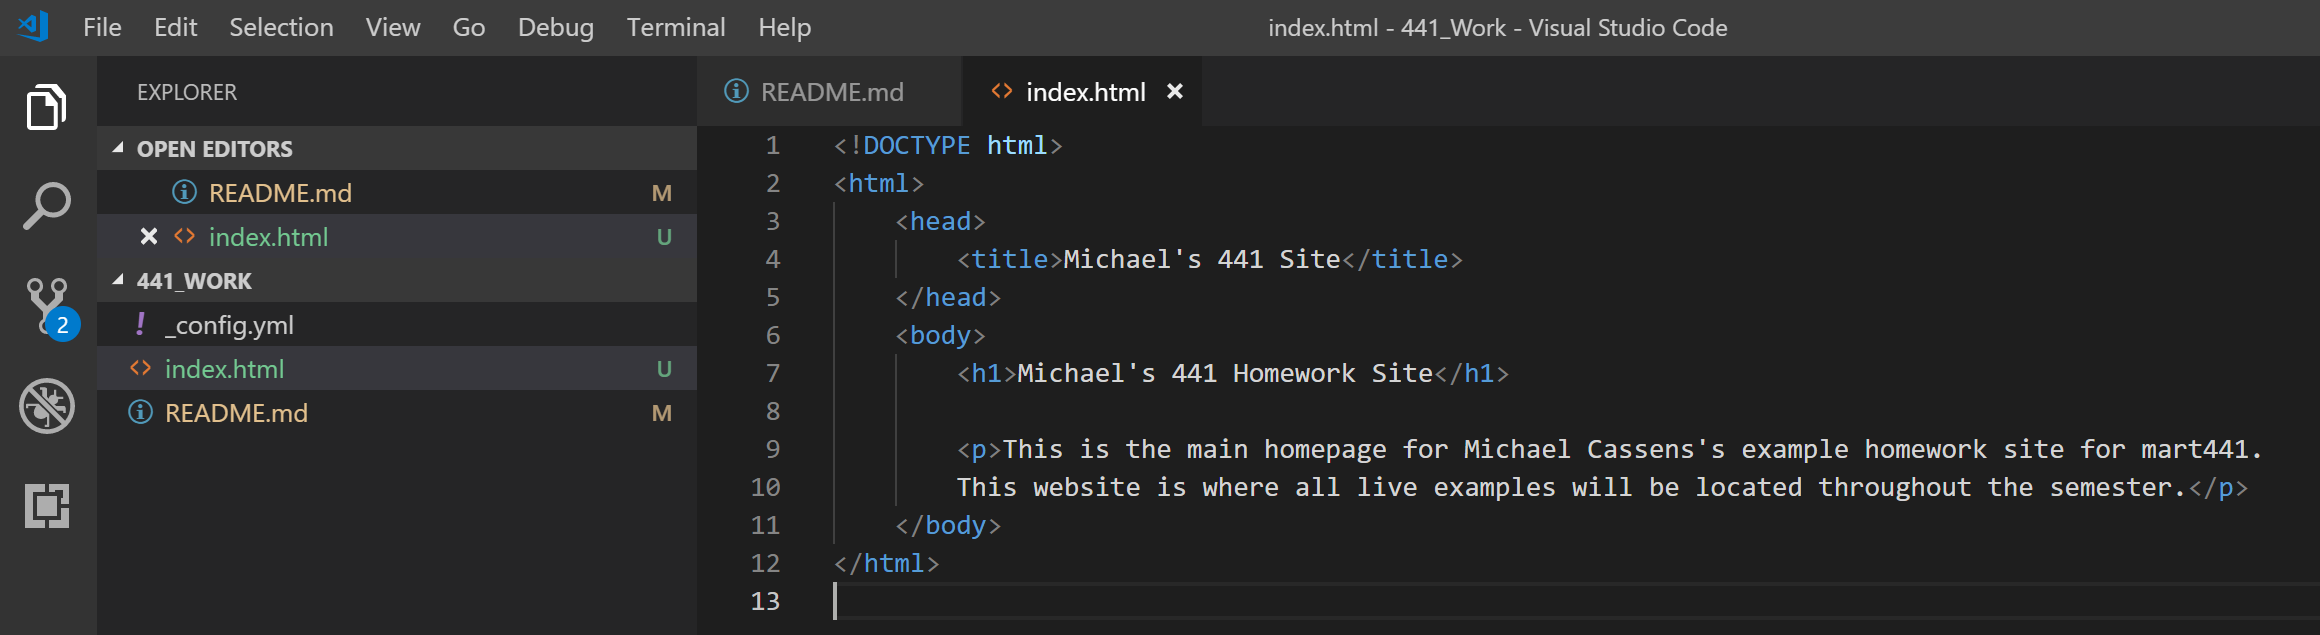 File Edit Selection View Go Debug Terminal Help index.html - 441_Work - Visual Studio Code
EXPLORER
OPEN EDITORS
README.md M
index.html U
441_WORK
_config.yml
index.html U
README.md M
2
README.md index.html
1 <!DOCTYPE html>
2 <html>
3 <head>
4 <title>Michael's 441 Site</title>
5 </head>
6 <body>
7 <h1>Michael's 441 Homework Site</h1>
8
9 <p>This is the main homepage for Michael Cassens's example homework site for mart441.
10 This website is where all live examples will be located throughout the semester.</p>
11 </body>
12 </html>
13